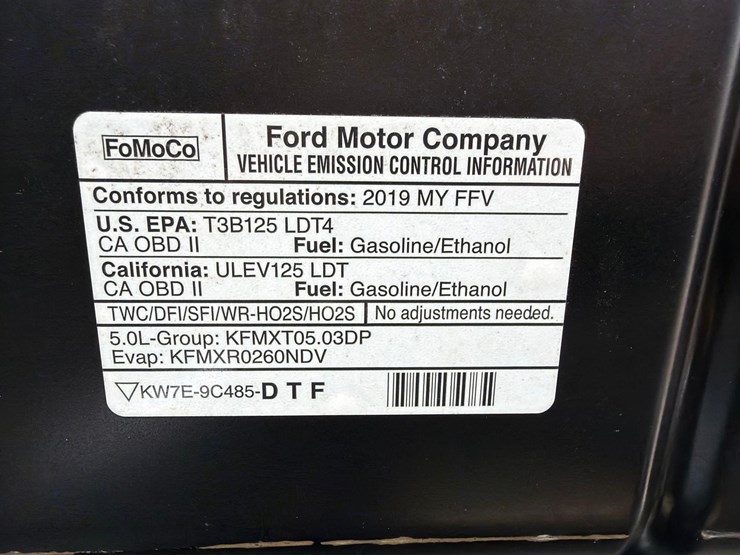 FoMoCo
Ford Motor Company
VEHICLE EMISSION CONTROL INFORMATION
Conforms to regulations: 2019 MY FFV
U.S. EPA: T3B125 LDT4
CA OBD II Fuel: Gasoline/Ethanol
California: ULEV125 LDT
CA OBD II Fuel: Gasoline/Ethanol
TWC/DFI/SFI/WR-HO2S/HO2S No adjustments needed.
5.0L-Group: KFMXT05.03DP
Evap: KFMXR0260NDV
▽KW7E-9C485-D T F